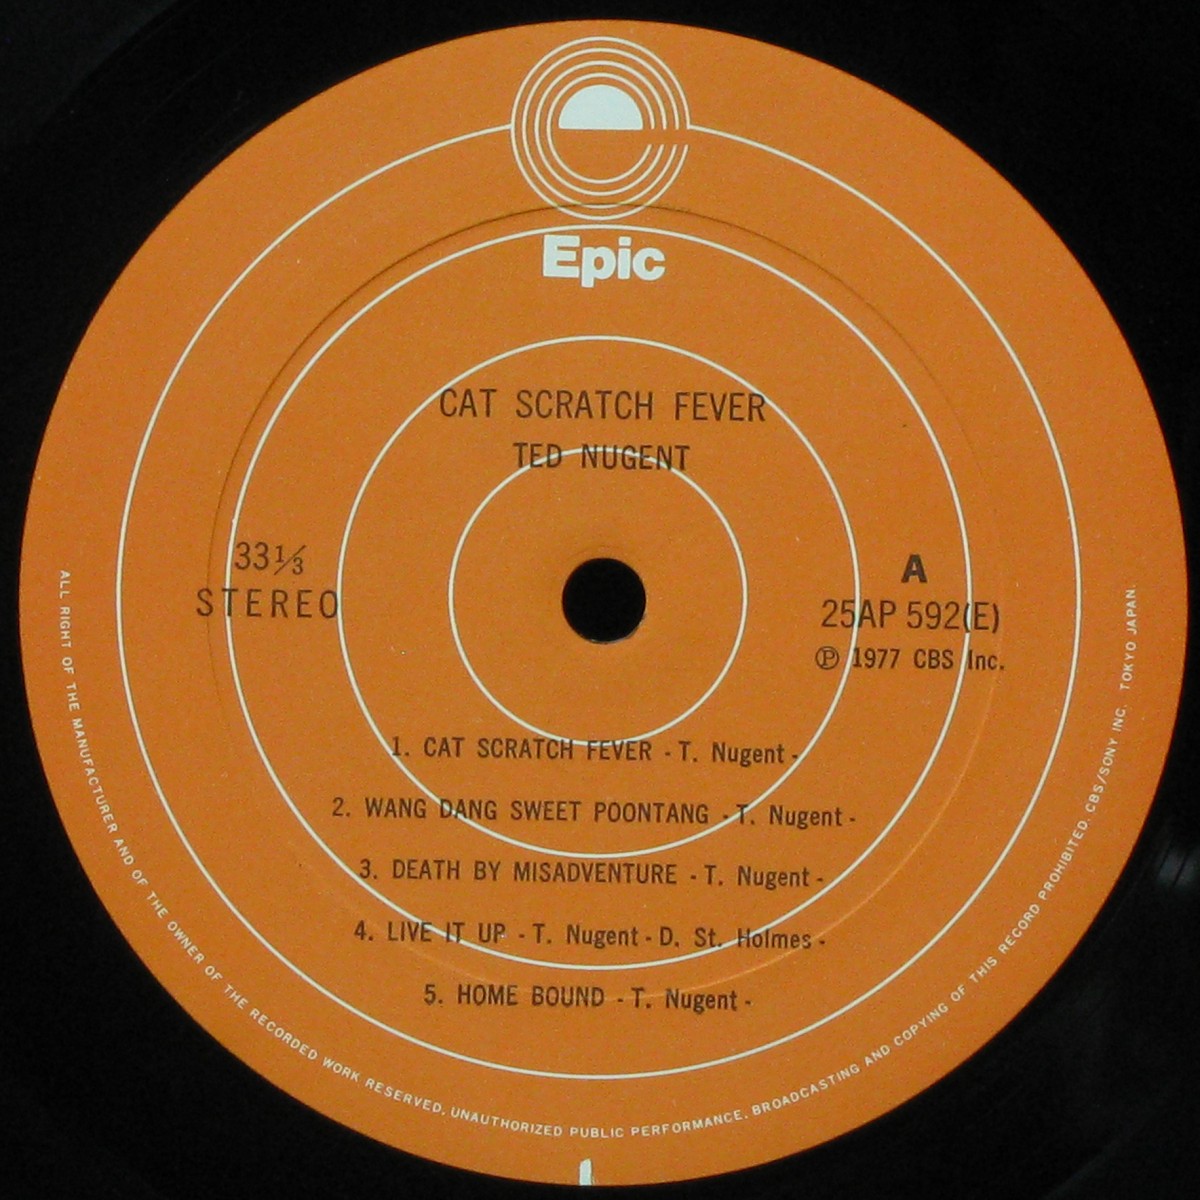 Epic
CAT SCRATCH FEVER
TED NUGENT
33⅓
STEREO
A
25AP 592(E)
℗ 1977 CBS Inc.
1. CAT SCRATCH FEVER - T. Nugent -
2. WANG DANG SWEET POONTANG - T. Nugent -
3. DEATH BY MISADVENTURE - T. Nugent -
4. LIVE IT UP - T. Nugent - D. St. Holmes -
5. HOME BOUND - T. Nugent -
ALL RIGHT OF THE MANUFACTURER AND OF THE OWNER OF THE RECORDED WORK RESERVED. UNAUTHORIZED PUBLIC PERFORMANCE. BROADCASTING AND COPYING OF THIS RECORD PROHIBITED. CBS/SONY INC. TOKYO JAPAN.